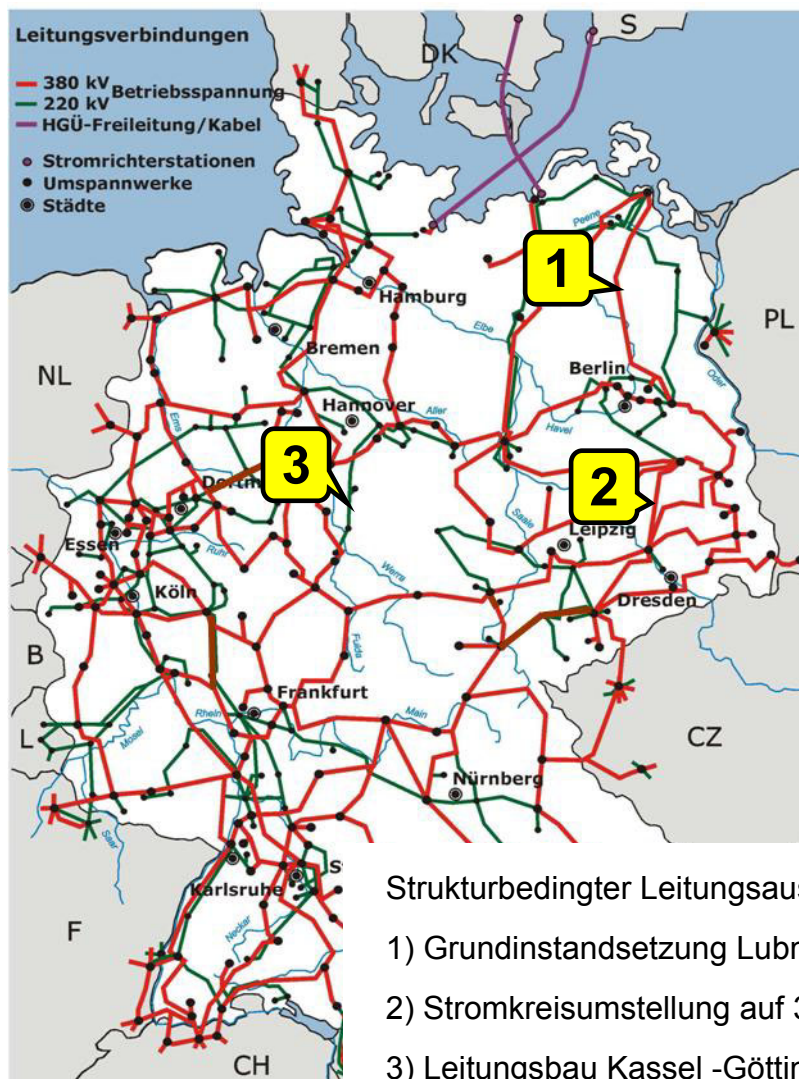 Leitungsverbindungen
380 kV
220 kV
Betriebsspannung
HGÜ-Freileitung/Kabel
Stromrichterstationen
Umspannwerke
Städte
DK
S
Peene
1
Hamburg
PL
Elbe
Bremen
Berlin
Oder
NL
Ems
Hannover
Aller
Havel
3
2
Saale
Leipzig
Essen
Ruhr
Werra
Köln
Dresden
B
Fulda
Frankfurt
Rhein
Main
L
Mosel
CZ
Nürnberg
Saar
Karlsruhe
F
Neckar
CH
Strukturbedingter Leitungsaus
1) Grundinstandsetzung Lubr
2) Stromkreisumstellung auf 3
3) Leitungsbau Kassel -Göttin